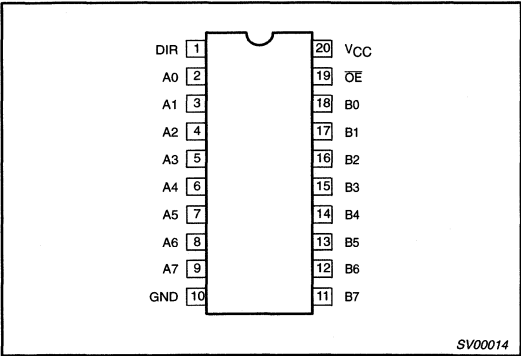 DIR 1 20 VCC
A0 2 19 OE
A1 3 18 B0
A2 4 17 B1
A3 5 16 B2
A4 6 15 B3
A5 7 14 B4
A6 8 13 B5
A7 9 12 B6
GND 10 11 B7
SV00014